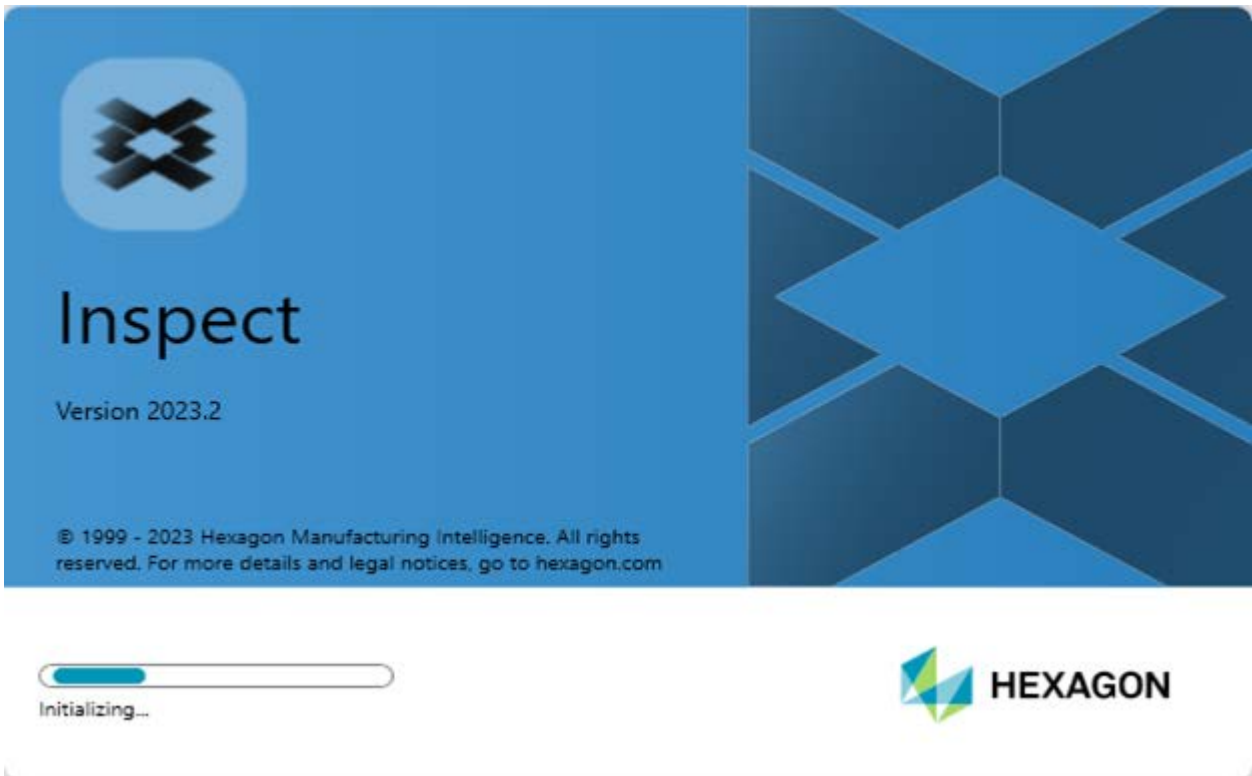 Inspect
Version 2023.2
© 1999 - 2023 Hexagon Manufacturing Intelligence. All rights
reserved. For more details and legal notices, go to hexagon.com
Initializing...
HEXAGON